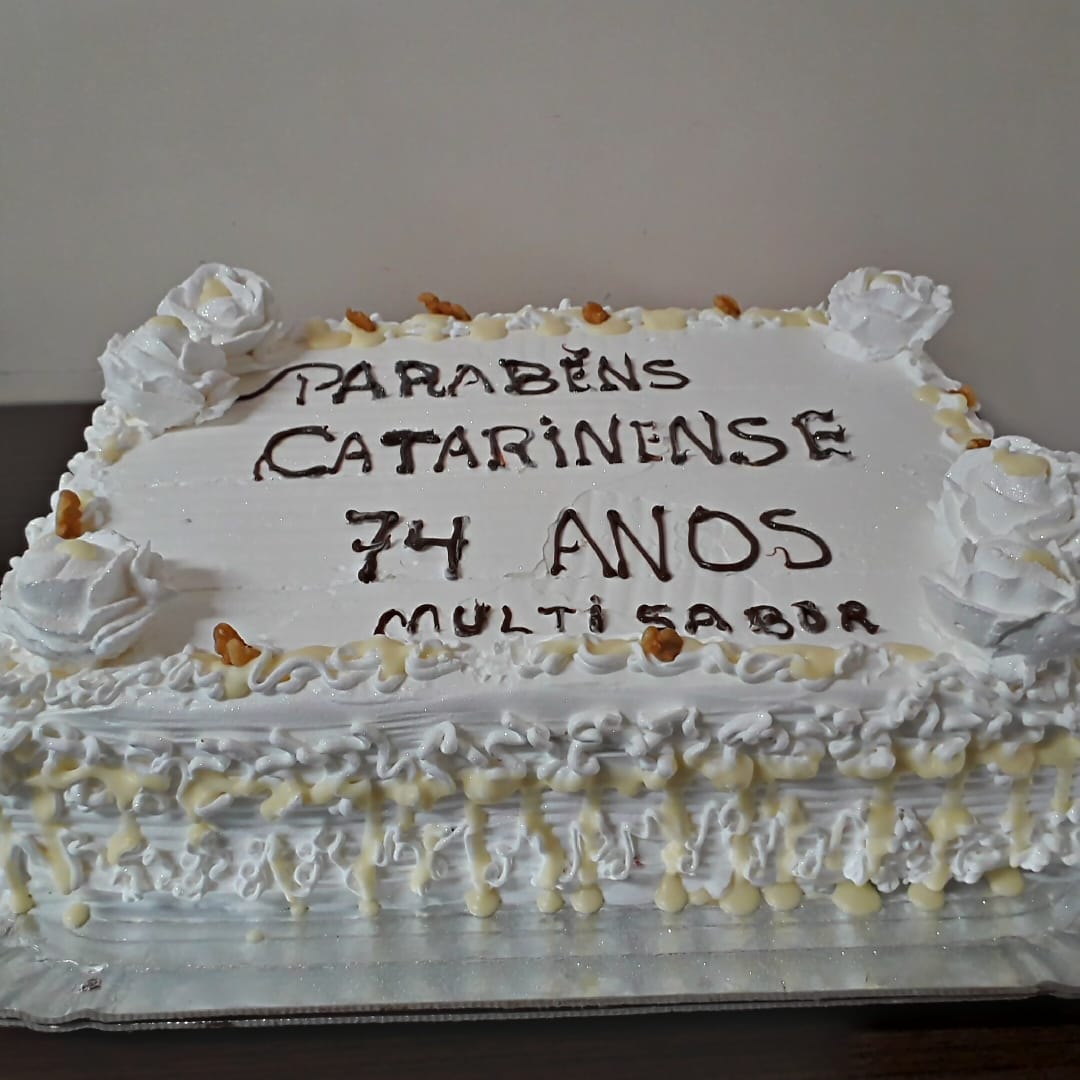 PARABÉNS
CATARINENSE
74 ANOS
MULTI SABOR